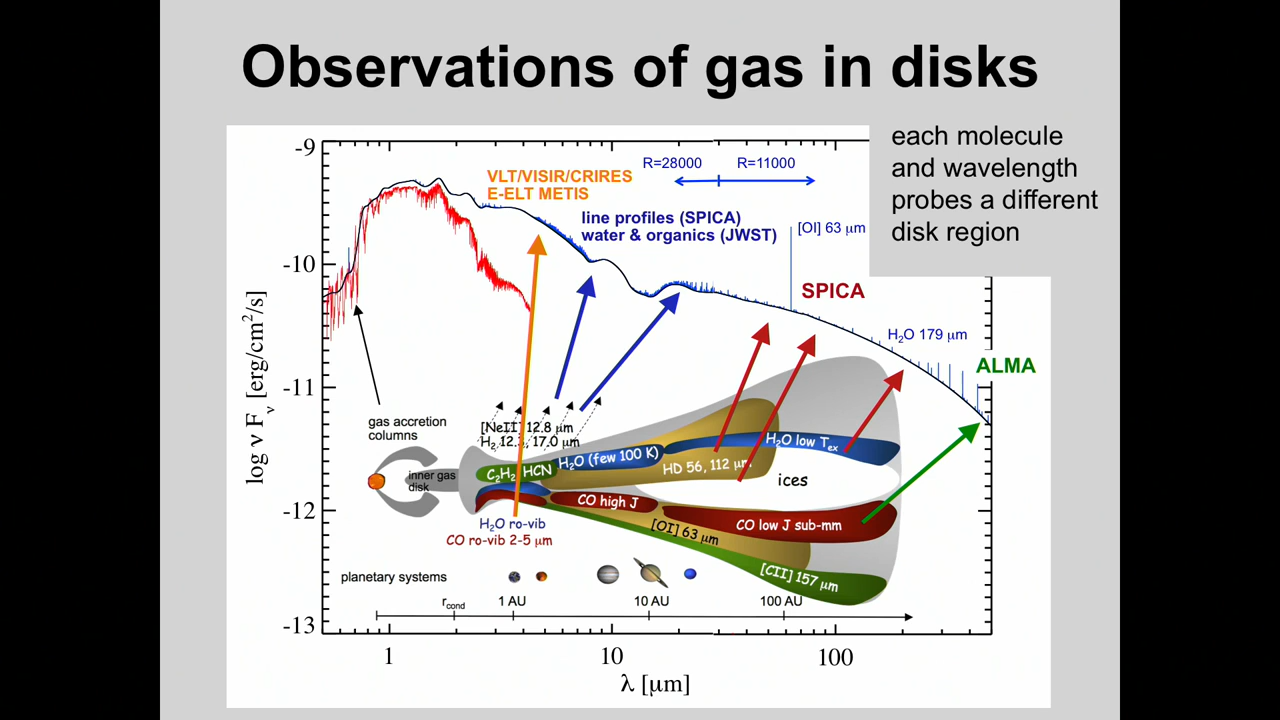 Observations of gas in disks
each molecule
and wavelength
probes a different
disk region
-9
-10
-11
-12
-13
log ν Fν [erg/cm²/s]
VLT/VISIR/CRIRES
E-ELT METIS
R=28000
R=11000
line profiles (SPICA)
water & organics (JWST)
[OI] 63 μm
SPICA
H₂O 179 μm
ALMA
gas accretion
columns
[NeII] 12.8 μm
H₂ 12. , 17.0 μm
inner gas
disk
C₂H₂ HCN
H₂O (few 100 K)
H₂O low Tex
HD 56, 112 μm
ices
CO high J
CO low J sub-mm
H₂O ro-vib
CO ro-vib 2-5 μm
[OI] 63 μm
[CII] 157 μm
planetary systems
rcond
1 AU
10 AU
100 AU
1
10
100
λ [μm]